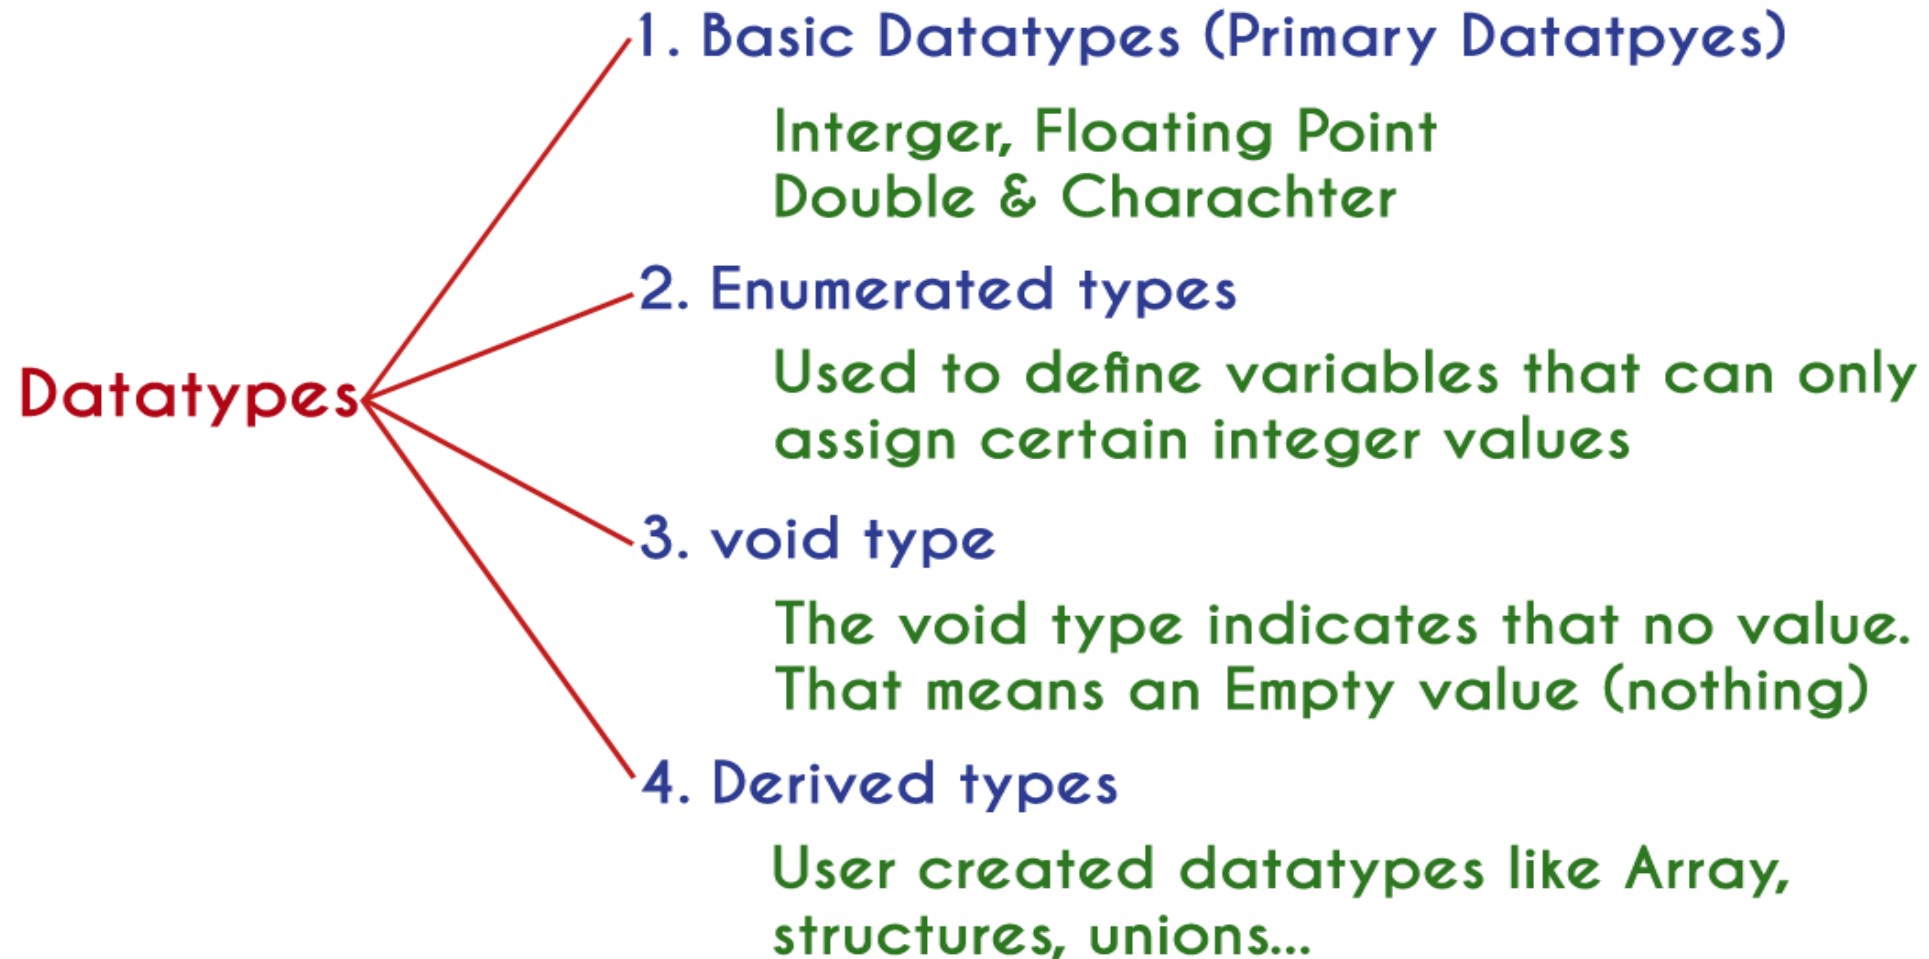 Datatypes
1. Basic Datatypes (Primary Datatpyes)
Interger, Floating Point
Double & Charachter
2. Enumerated types
Used to define variables that can only
assign certain integer values
3. void type
The void type indicates that no value.
That means an Empty value (nothing)
4. Derived types
User created datatypes like Array,
structures, unions...